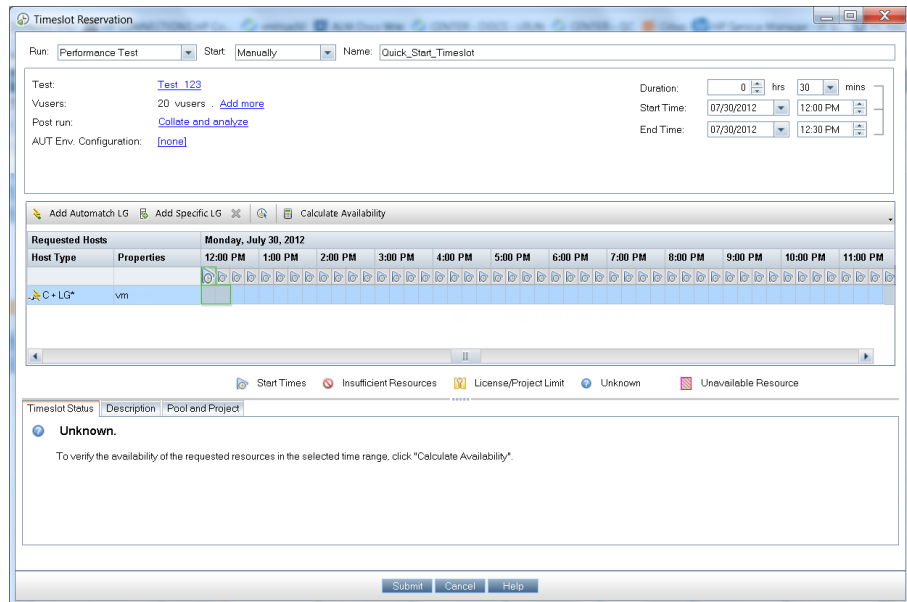 Timeslot Reservation
Run: Performance Test Start: Manually Name: Quick_Start_Timeslot
Test: Test_123
Vusers: 20 vusers . Add more
Post run: Collate and analyze
AUT Env. Configuration: [none]
Duration: 0 hrs 30 mins
Start Time: 07/30/2012 12:00 PM
End Time: 07/30/2012 12:30 PM
Add Automatch LG Add Specific LG Calculate Availability
Requested Hosts Monday, July 30, 2012
Host Type Properties 12:00 PM 1:00 PM 2:00 PM 3:00 PM 4:00 PM 5:00 PM 6:00 PM 7:00 PM 8:00 PM 9:00 PM 10:00 PM 11:00 PM
C + LG* vm
Start Times Insufficient Resources License/Project Limit Unknown Unavailable Resource
Timeslot Status Description Pool and Project
Unknown.
To verify the availability of the requested resources in the selected time range, click "Calculate Availability".
Submit Cancel Help